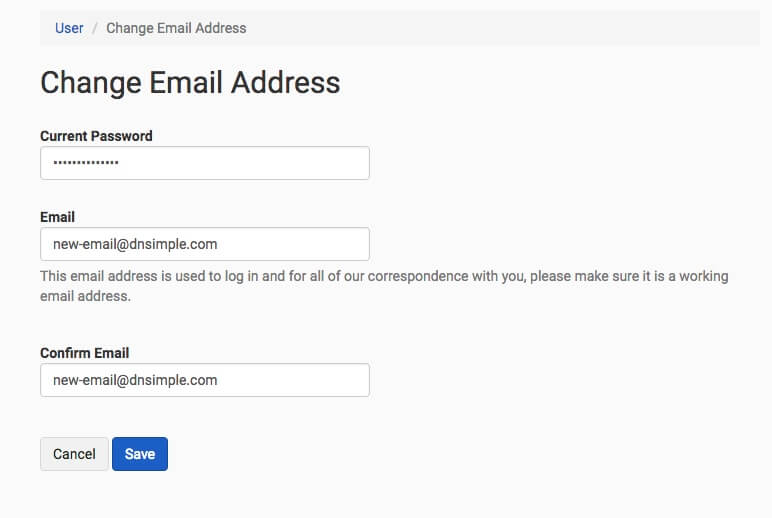 User / Change Email Address
Change Email Address
Current Password
••••••••••••••
Email
new-email@dnsimple.com
This email address is used to log in and for all of our correspondence with you, please make sure it is a working
email address.
Confirm Email
new-email@dnsimple.com
Cancel Save